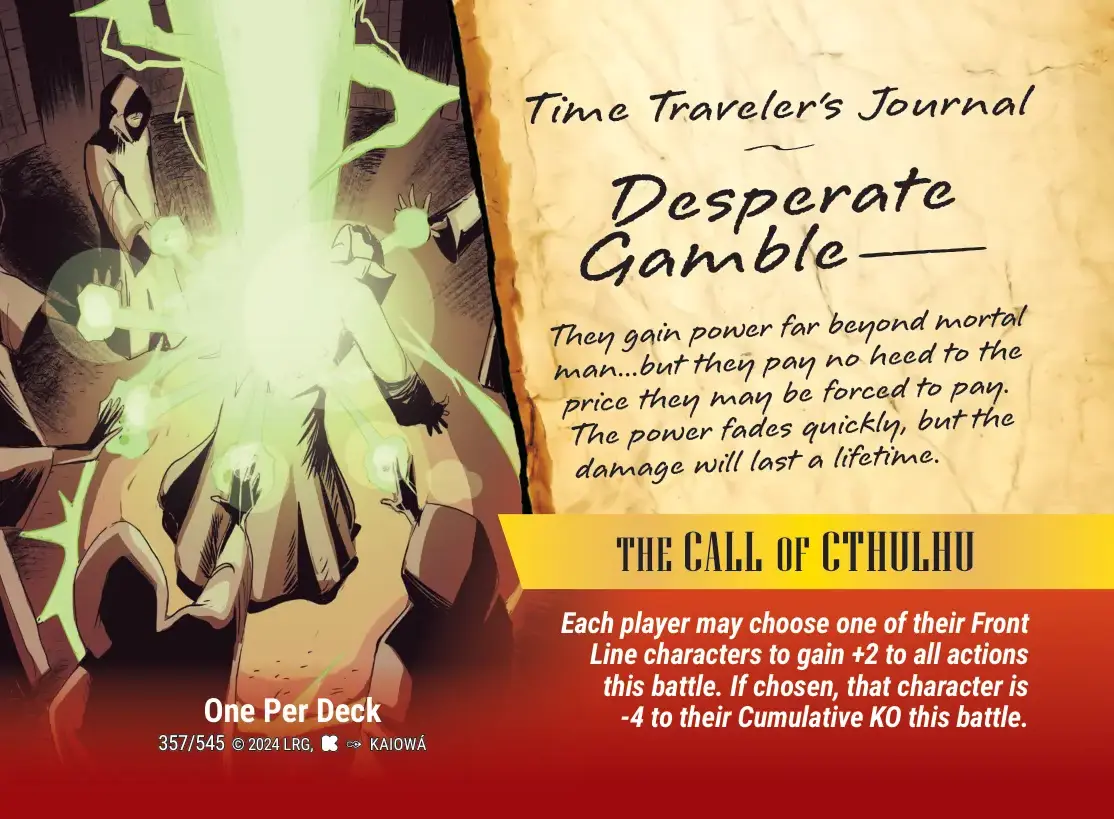 Time Traveler's Journal
~
Desperate
Gamble—
They gain power far beyond mortal
man...but they pay no heed to the
price they may be forced to pay.
The power fades quickly, but the
damage will last a lifetime.
THE CALL OF CTHULHU
Each player may choose one of their Front
Line characters to gain +2 to all actions
this battle. If chosen, that character is
-4 to their Cumulative KO this battle.
One Per Deck
357/545 © 2024 LRG, KAIOWÁ